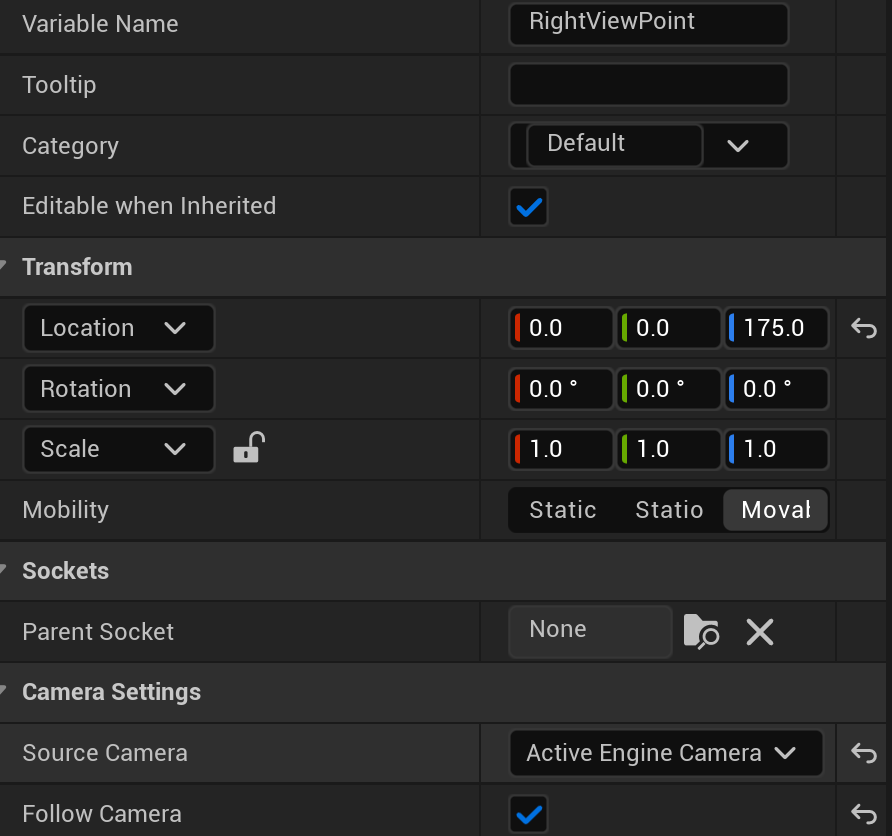 Variable Name RightViewPoint
Tooltip
Category Default
Editable when Inherited
Transform
Location 0.0 0.0 175.0
Rotation 0.0 ° 0.0 ° 0.0 °
Scale 1.0 1.0 1.0
Mobility Static Statio Movab
Sockets
Parent Socket None
Camera Settings
Source Camera Active Engine Camera
Follow Camera